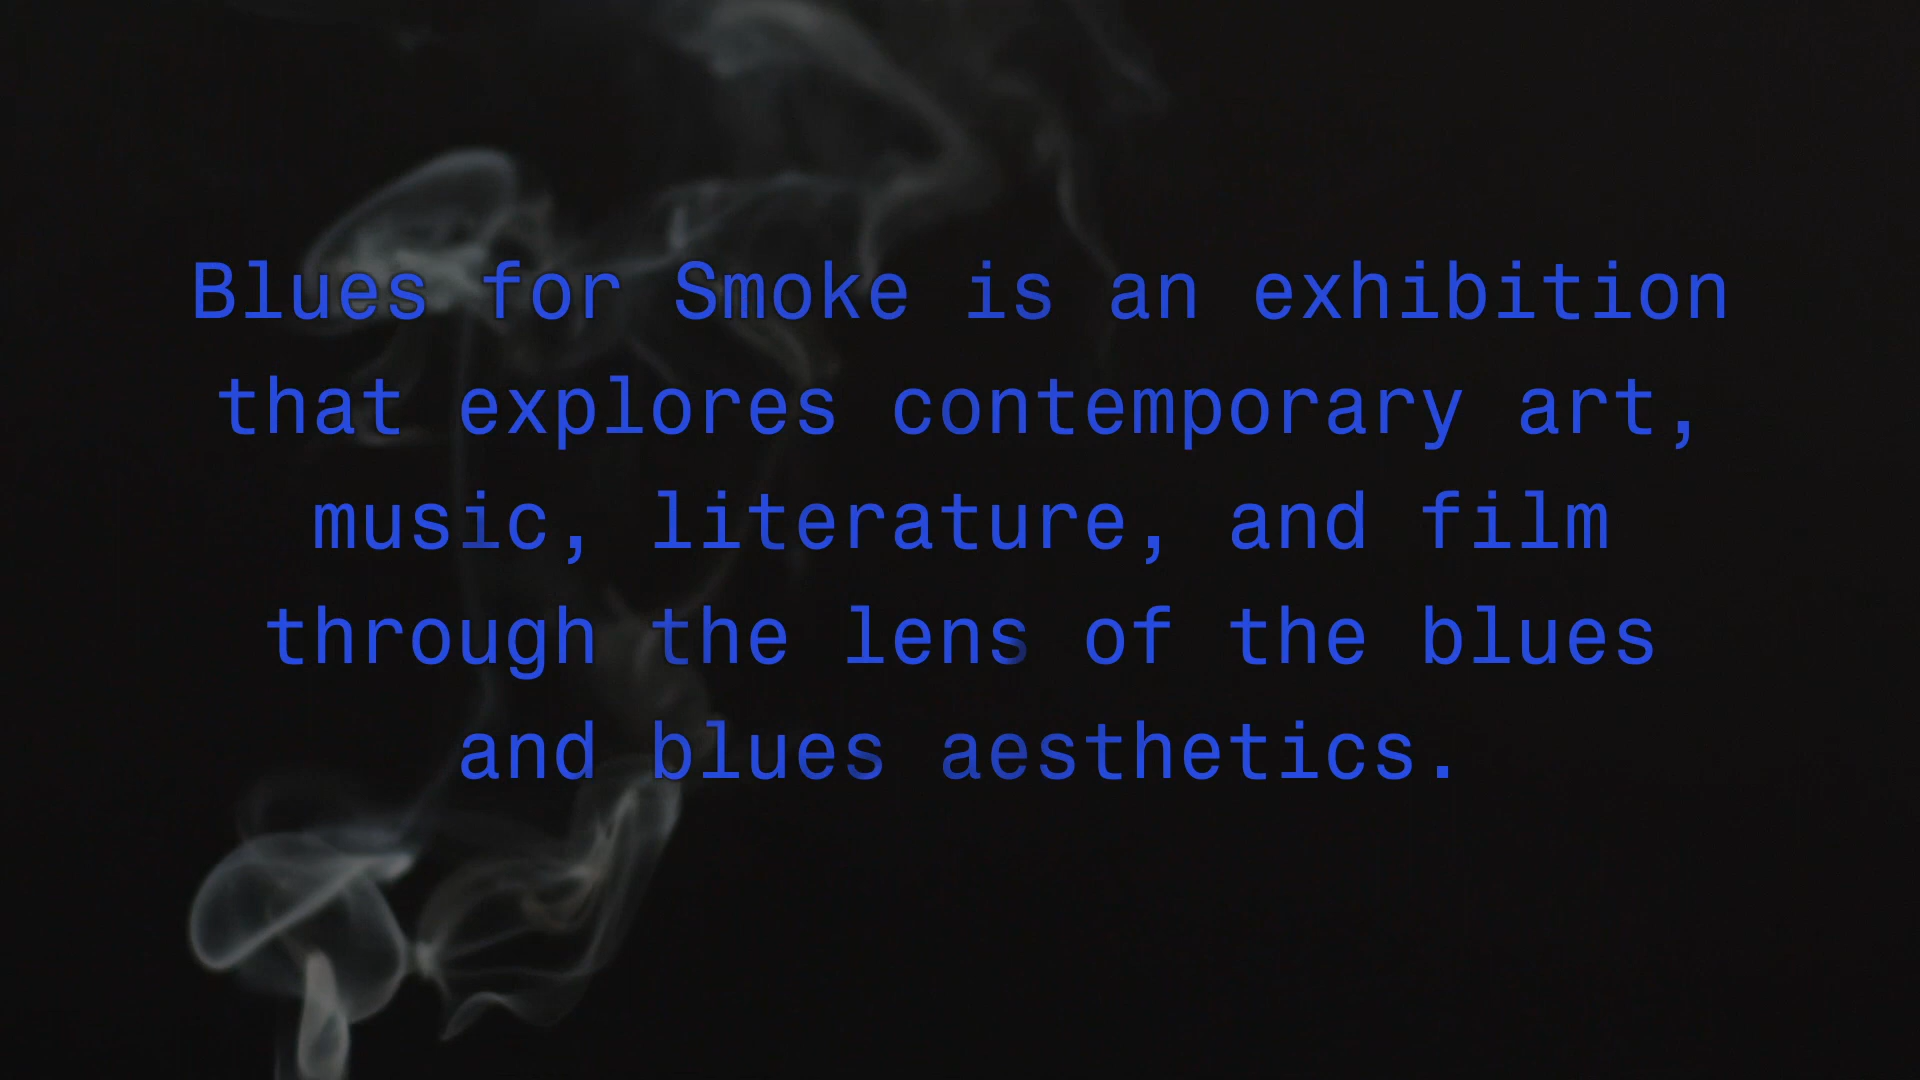 Blues for Smoke is an exhibition
that explores contemporary art,
music, literature, and film
through the lens of the blues
and blues aesthetics.